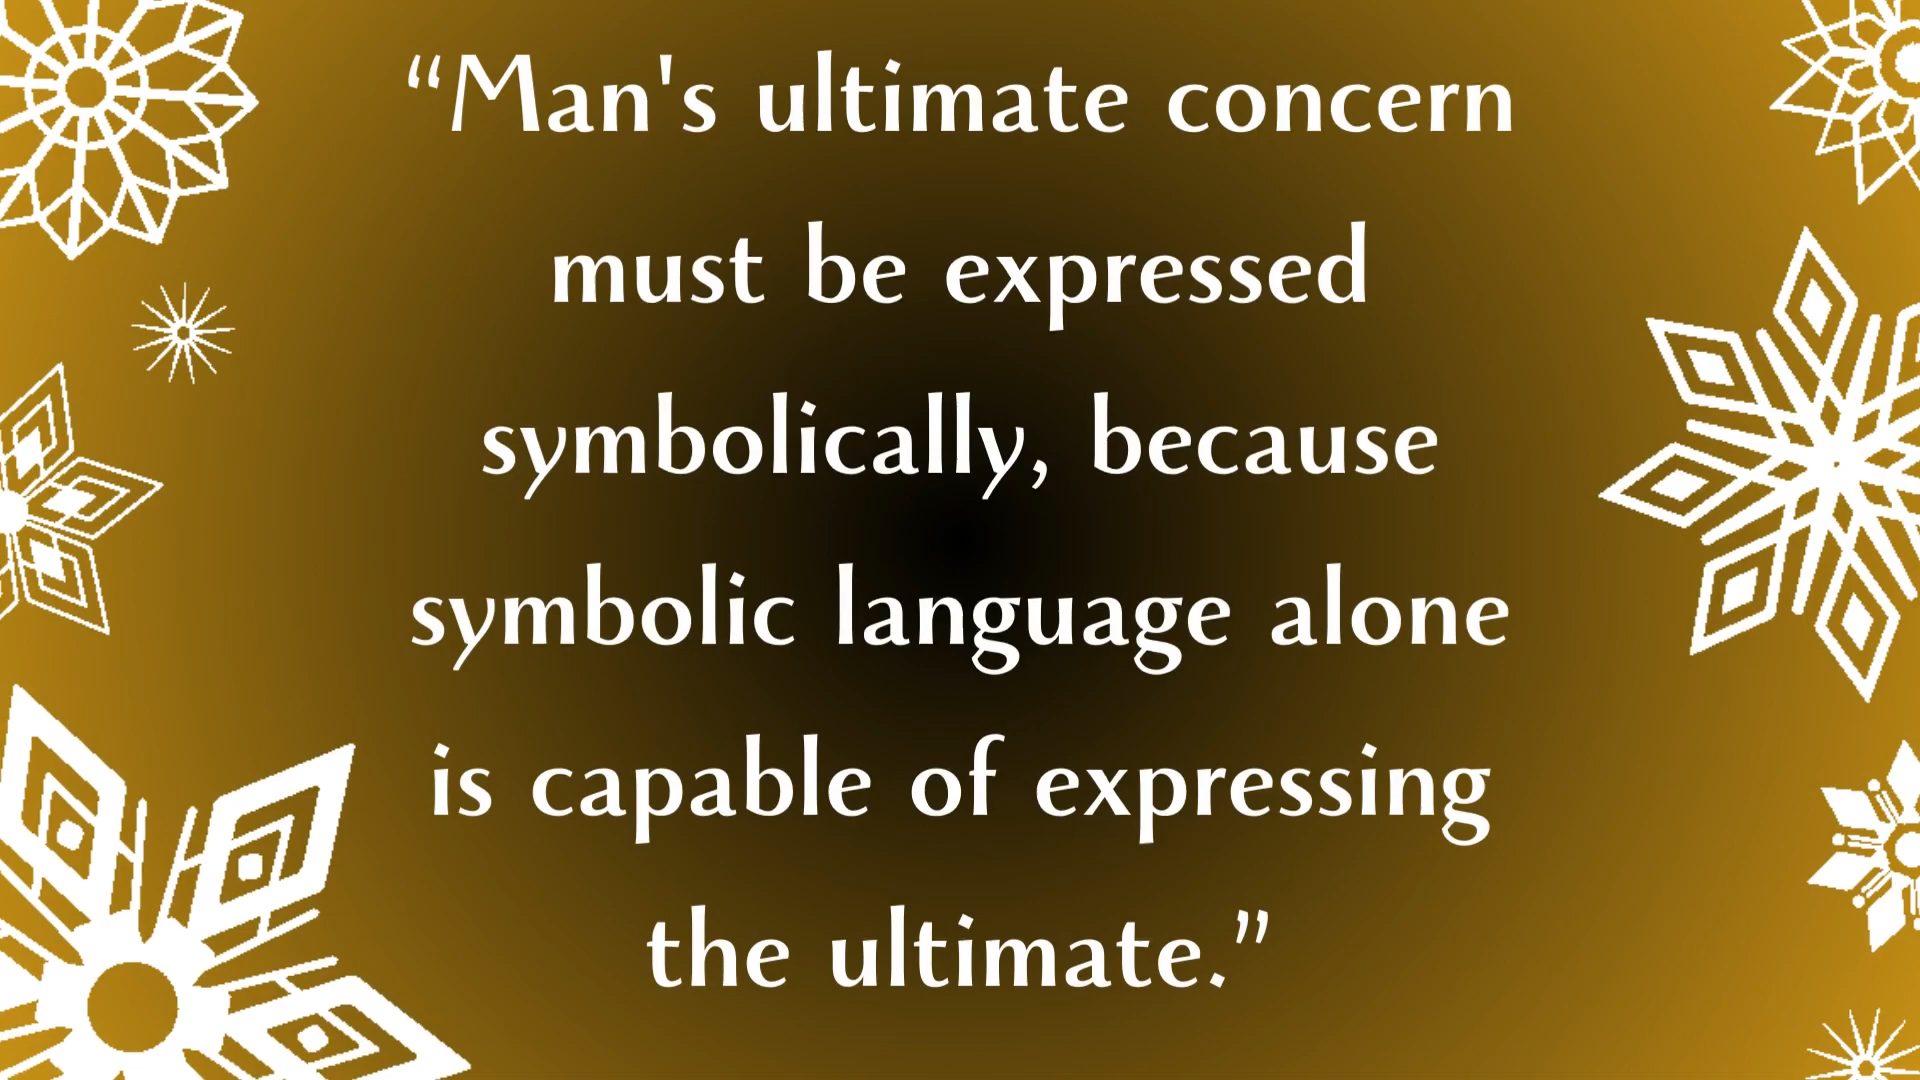 “Man's ultimate concern
must be expressed
symbolically, because
symbolic language alone
is capable of expressing
the ultimate.”